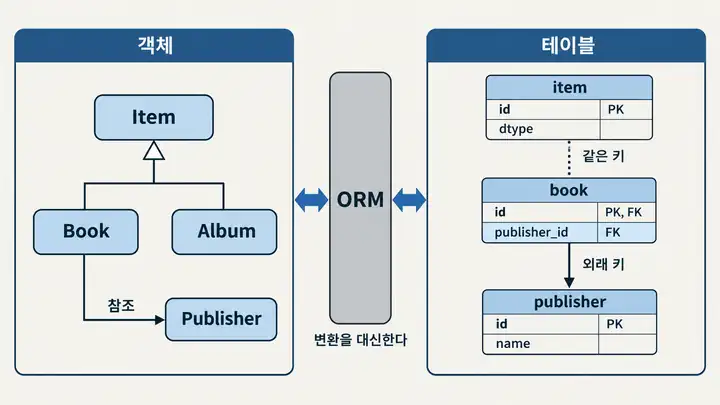 객체
Item
Book
Album
참조
Publisher
ORM
변환을 대신한다
테이블
item
id PK
dtype
같은 키
book
id PK, FK
publisher_id FK
외래 키
publisher
id PK
name